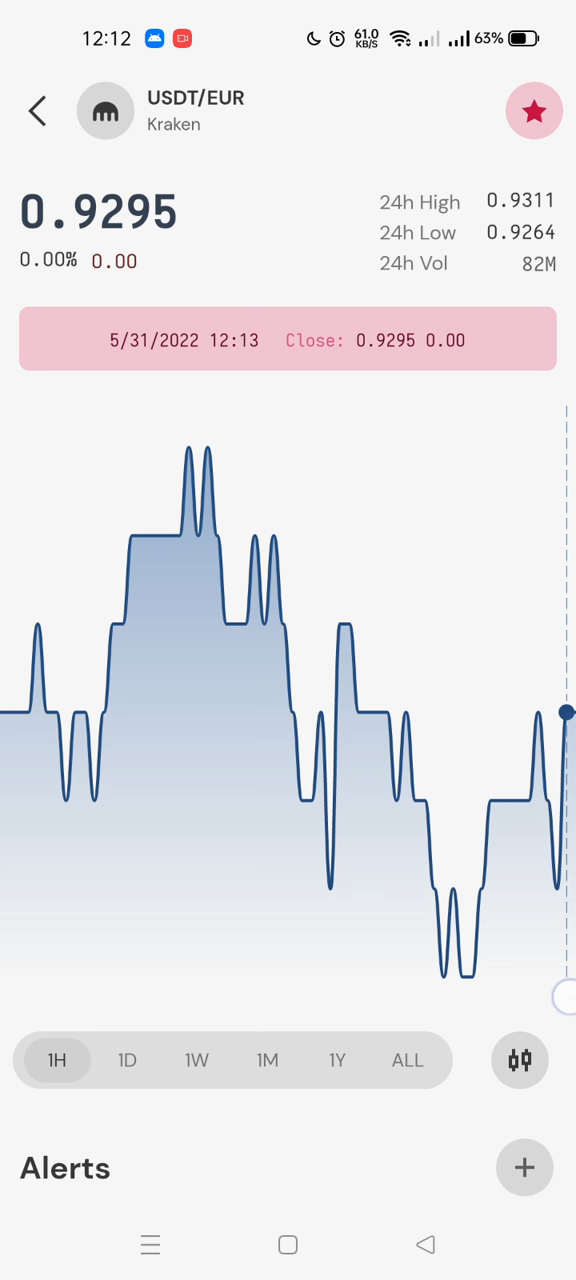 12:12 61.0 KB/S 63%
USDT/EUR
Kraken
0.9295
0.00% 0.00
24h High 0.9311
24h Low 0.9264
24h Vol 82M
5/31/2022 12:13 Close: 0.9295 0.00
1H 1D 1W 1M 1Y ALL
Alerts